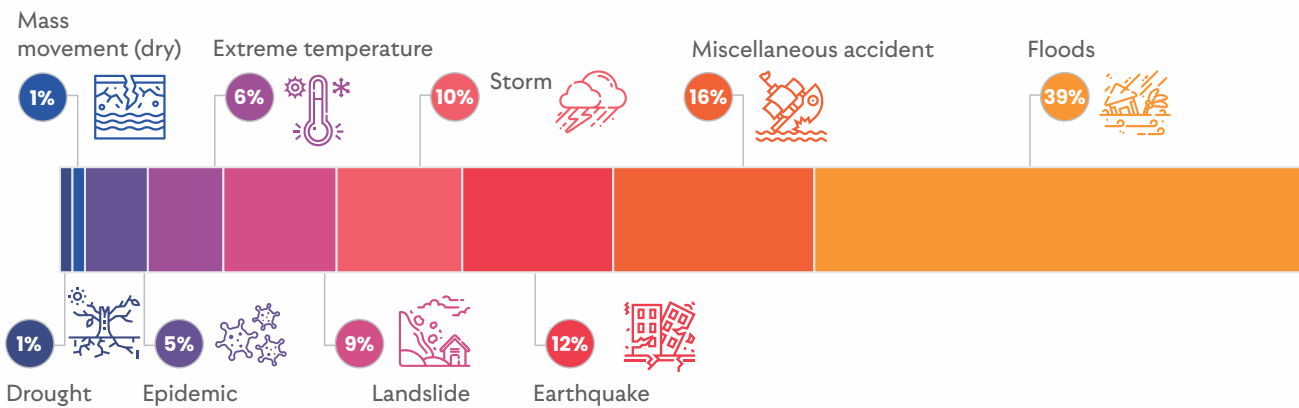 Mass
movement (dry)
1%
Extreme temperature
6%
10%
Storm
Miscellaneous accident
16%
Floods
39%
1%
Drought
5%
Epidemic
9%
Landslide
12%
Earthquake